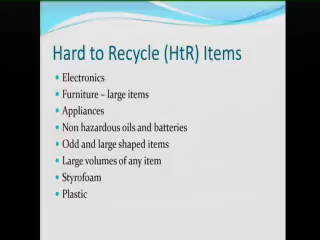 Hard to Recycle (HtR) Items
Electronics
Furniture – large items
Appliances
Non hazardous oils and batteries
Odd and large shaped items
Large volumes of any item
Styrofoam
Plastic